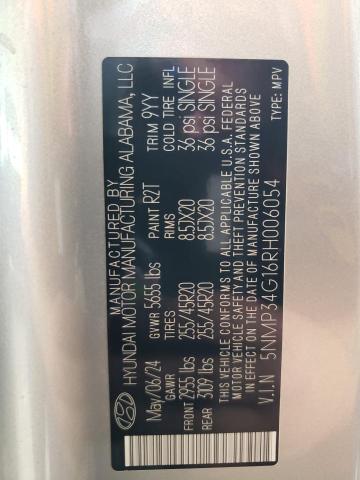 MANUFACTURED BY
HYUNDAI MOTOR MANUFACTURING ALABAMA, LLC
May/06/24 GVWR 5655 lbs PAINT R2T TRIM 9YY
GAWR TIRES RIMS COLD TIRE INFL
FRONT 2955 lbs 255/45R20 8.5JX20 36 psi SINGLE
REAR 3109 lbs 255/45R20 8.5JX20 36 psi SINGLE
THIS VEHICLE CONFORMS TO ALL APPLICABLE U.S.A. FEDERAL
MOTOR VEHICLE SAFETY AND THEFT PREVENTION STANDARDS
IN EFFECT ON THE DATE OF MANUFACTURE SHOWN ABOVE
V.I.N 5NMP34G16RH006054 TYPE: MPV